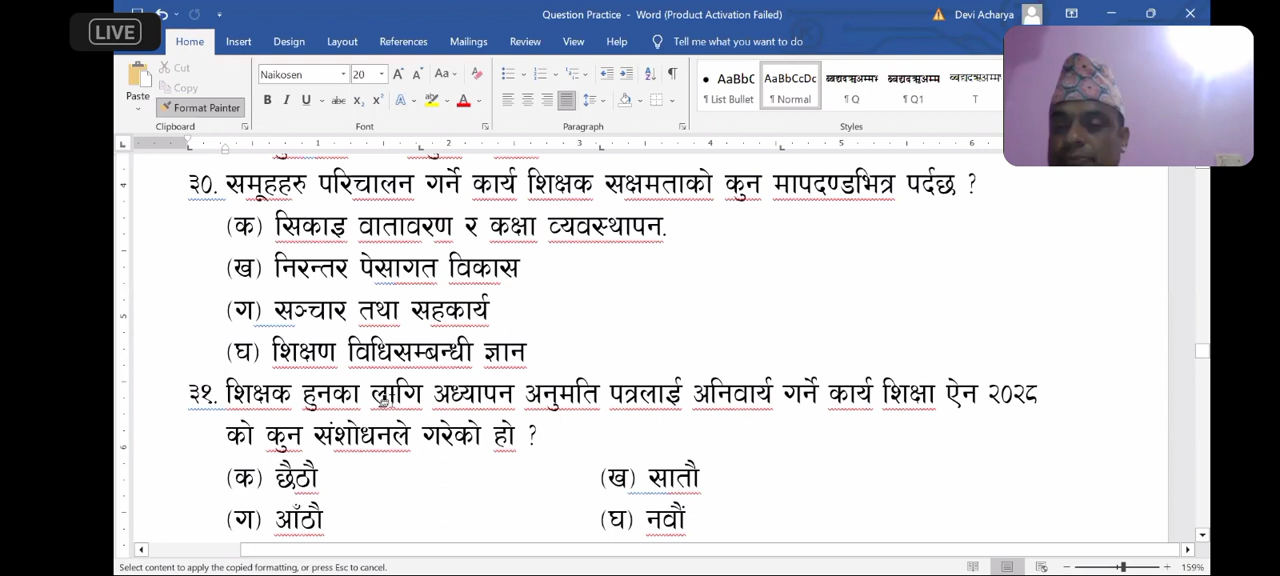 LIVE
Question Practice - Word (Product Activation Failed)
Devi Acharya
Home Insert Design Layout References Mailings Review View Help Tell me what you want to do
Paste
Cut
Copy
Format Painter
Clipboard
Naikosen 20
Font
Paragraph
AaBbC AaBbCcDc
¶ List Bullet ¶ Normal ¶ Q ¶ Q1 T
Styles
३०. समूहहरु परिचालन गर्ने कार्य शिक्षक सक्षमताको कुन मापदण्डभित्र पर्दछ ?
(क) सिकाइ वातावरण र कक्षा व्यवस्थापन.
(ख) निरन्तर पेसागत विकास
(ग) सञ्चार तथा सहकार्य
(घ) शिक्षण विधिसम्बन्धी ज्ञान
३१. शिक्षक हुनका लागि अध्यापन अनुमति पत्रलाई अनिवार्य गर्ने कार्य शिक्षा ऐन २०२८
को कुन संशोधनले गरेको हो ?
(क) छैठौ (ख) सातौ
(ग) आँठौ (घ) नवौं
Select content to apply the copied formatting, or press Esc to cancel.
159%